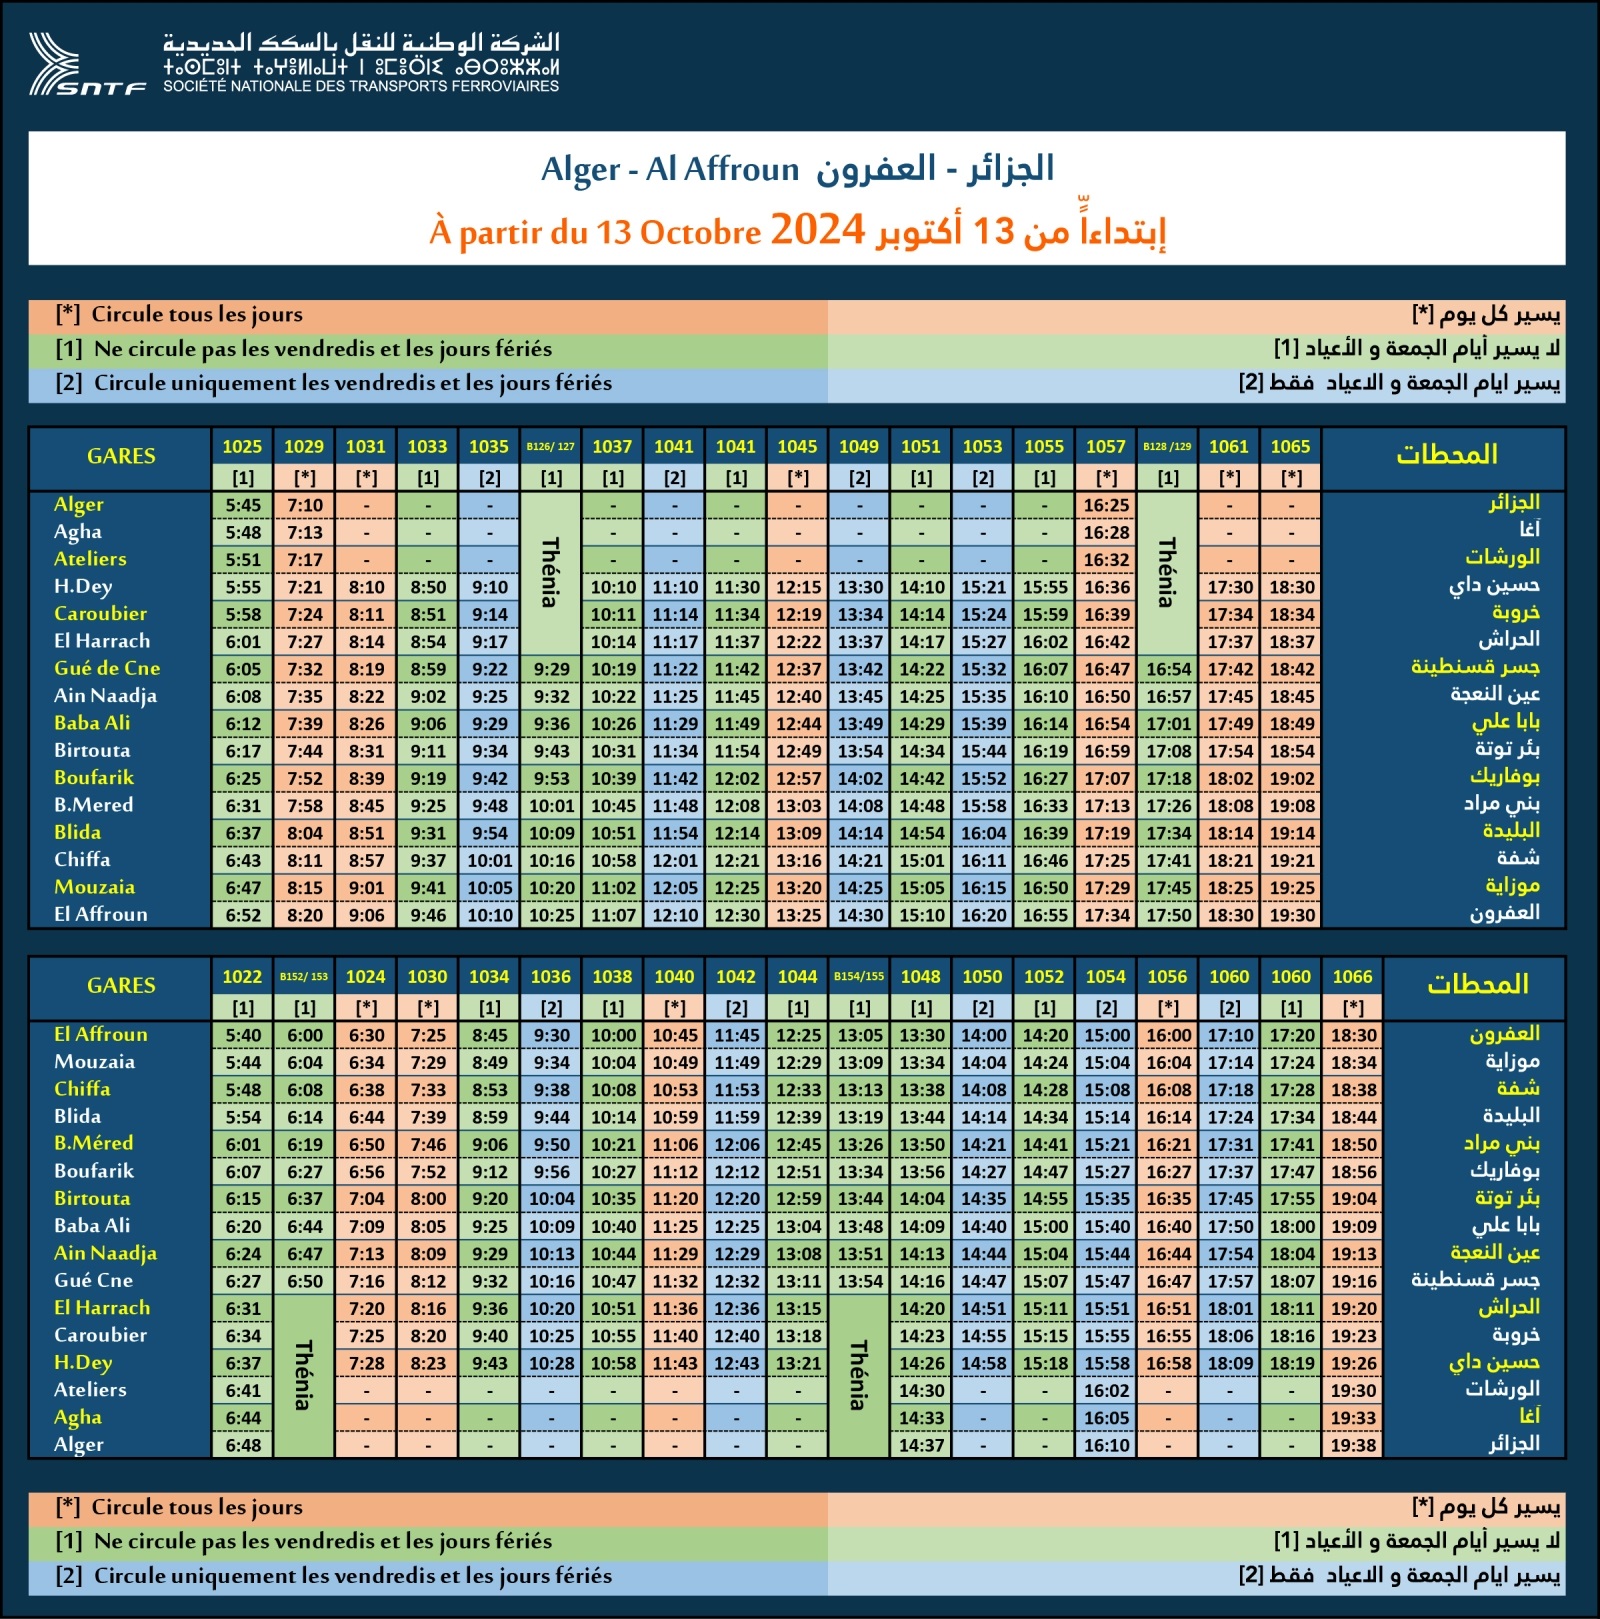 الشركة الوطنية للنقل بالسكك الحديدية
SNTF
SOCIÉTÉ NATIONALE DES TRANSPORTS FERROVIAIRES
Alger - Al Affroun الجزائر - العفرون
À partir du 13 Octobre 2024 إبتداءاً من 13 أكتوبر
[*] Circule tous les jours يسير كل يوم [*]
[1] Ne circule pas les vendredis et les jours fériés لا يسير أيام الجمعة و الأعياد [1]
[2] Circule uniquement les vendredis et les jours fériés يسير ايام الجمعة و الاعياد فقط [2]
GARES 1025 1029 1031 1033 1035 B126/ 127 1037 1041 1041 1045 1049 1051 1053 1055 1057 B128 /129 1061 1065 المحطات
[1] [*] [*] [1] [2] [1] [1] [2] [1] [*] [2] [1] [2] [1] [*] [1] [*] [*]
Alger 5:45 7:10 - - - Thénia - - - - - - - - 16:25 Thénia - - الجزائر
Agha 5:48 7:13 - - - - - - - - - - - 16:28 - - آغا
Ateliers 5:51 7:17 - - - - - - - - - - - 16:32 - - الورشات
H.Dey 5:55 7:21 8:10 8:50 9:10 10:10 11:10 11:30 12:15 13:30 14:10 15:21 15:55 16:36 17:30 18:30 حسين داي
Caroubier 5:58 7:24 8:11 8:51 9:14 10:11 11:14 11:34 12:19 13:34 14:14 15:24 15:59 16:39 17:34 18:34 خروبة
El Harrach 6:01 7:27 8:14 8:54 9:17 10:14 11:17 11:37 12:22 13:37 14:17 15:27 16:02 16:42 17:37 18:37 الحراش
Gué de Cne 6:05 7:32 8:19 8:59 9:22 9:29 10:19 11:22 11:42 12:37 13:42 14:22 15:32 16:07 16:47 16:54 17:42 18:42 جسر قسنطينة
Ain Naadja 6:08 7:35 8:22 9:02 9:25 9:32 10:22 11:25 11:45 12:40 13:45 14:25 15:35 16:10 16:50 16:57 17:45 18:45 عين النعجة
Baba Ali 6:12 7:39 8:26 9:06 9:29 9:36 10:26 11:29 11:49 12:44 13:49 14:29 15:39 16:14 16:54 17:01 17:49 18:49 بابا علي
Birtouta 6:17 7:44 8:31 9:11 9:34 9:43 10:31 11:34 11:54 12:49 13:54 14:34 15:44 16:19 16:59 17:08 17:54 18:54 بئر توتة
Boufarik 6:25 7:52 8:39 9:19 9:42 9:53 10:39 11:42 12:02 12:57 14:02 14:42 15:52 16:27 17:07 17:18 18:02 19:02 بوفاريك
B.Mered 6:31 7:58 8:45 9:25 9:48 10:01 10:45 11:48 12:08 13:03 14:08 14:48 15:58 16:33 17:13 17:26 18:08 19:08 بني مراد
Blida 6:37 8:04 8:51 9:31 9:54 10:09 10:51 11:54 12:14 13:09 14:14 14:54 16:04 16:39 17:19 17:34 18:14 19:14 البليدة
Chiffa 6:43 8:11 8:57 9:37 10:01 10:16 10:58 12:01 12:21 13:16 14:21 15:01 16:11 16:46 17:25 17:41 18:21 19:21 شفة
Mouzaia 6:47 8:15 9:01 9:41 10:05 10:20 11:02 12:05 12:25 13:20 14:25 15:05 16:15 16:50 17:29 17:45 18:25 19:25 موزاية
El Affroun 6:52 8:20 9:06 9:46 10:10 10:25 11:07 12:10 12:30 13:25 14:30 15:10 16:20 16:55 17:34 17:50 18:30 19:30 العفرون
GARES 1022 B152/ 153 1024 1030 1034 1036 1038 1040 1042 1044 B154/155 1048 1050 1052 1054 1056 1060 1060 1066 المحطات
[1] [1] [*] [*] [1] [2] [1] [*] [2] [1] [1] [1] [2] [1] [2] [*] [2] [1] [*]
El Affroun 5:40 6:00 6:30 7:25 8:45 9:30 10:00 10:45 11:45 12:25 13:05 13:30 14:00 14:20 15:00 16:00 17:10 17:20 18:30 العفرون
Mouzaia 5:44 6:04 6:34 7:29 8:49 9:34 10:04 10:49 11:49 12:29 13:09 13:34 14:04 14:24 15:04 16:04 17:14 17:24 18:34 موزاية
Chiffa 5:48 6:08 6:38 7:33 8:53 9:38 10:08 10:53 11:53 12:33 13:13 13:38 14:08 14:28 15:08 16:08 17:18 17:28 18:38 شفة
Blida 5:54 6:14 6:44 7:39 8:59 9:44 10:14 10:59 11:59 12:39 13:19 13:44 14:14 14:34 15:14 16:14 17:24 17:34 18:44 البليدة
B.Méred 6:01 6:19 6:50 7:46 9:06 9:50 10:21 11:06 12:06 12:45 13:26 13:50 14:21 14:41 15:21 16:21 17:31 17:41 18:50 بني مراد
Boufarik 6:07 6:27 6:56 7:52 9:12 9:56 10:27 11:12 12:12 12:51 13:34 13:56 14:27 14:47 15:27 16:27 17:37 17:47 18:56 بوفاريك
Birtouta 6:15 6:37 7:04 8:00 9:20 10:04 10:35 11:20 12:20 12:59 13:44 14:04 14:35 14:55 15:35 16:35 17:45 17:55 19:04 بئر توتة
Baba Ali 6:20 6:44 7:09 8:05 9:25 10:09 10:40 11:25 12:25 13:04 13:48 14:09 14:40 15:00 15:40 16:40 17:50 18:00 19:09 بابا علي
Ain Naadja 6:24 6:47 7:13 8:09 9:29 10:13 10:44 11:29 12:29 13:08 13:51 14:13 14:44 15:04 15:44 16:44 17:54 18:04 19:13 عين النعجة
Gué Cne 6:27 6:50 7:16 8:12 9:32 10:16 10:47 11:32 12:32 13:11 13:54 14:16 14:47 15:07 15:47 16:47 17:57 18:07 19:16 جسر قسنطينة
El Harrach 6:31 Thénia 7:20 8:16 9:36 10:20 10:51 11:36 12:36 13:15 Thénia 14:20 14:51 15:11 15:51 16:51 18:01 18:11 19:20 الحراش
Caroubier 6:34 7:25 8:20 9:40 10:25 10:55 11:40 12:40 13:18 14:23 14:55 15:15 15:55 16:55 18:06 18:16 19:23 خروبة
H.Dey 6:37 7:28 8:23 9:43 10:28 10:58 11:43 12:43 13:21 14:26 14:58 15:18 15:58 16:58 18:09 18:19 19:26 حسين داي
Ateliers 6:41 - - - - - - - - 14:30 - - 16:02 - - - 19:30 الورشات
Agha 6:44 - - - - - - - - 14:33 - - 16:05 - - - 19:33 آغا
Alger 6:48 - - - - - - - - 14:37 - - 16:10 - - - 19:38 الجزائر
[*] Circule tous les jours يسير كل يوم [*]
[1] Ne circule pas les vendredis et les jours fériés لا يسير أيام الجمعة و الأعياد [1]
[2] Circule uniquement les vendredis et les jours fériés يسير ايام الجمعة و الاعياد فقط [2]